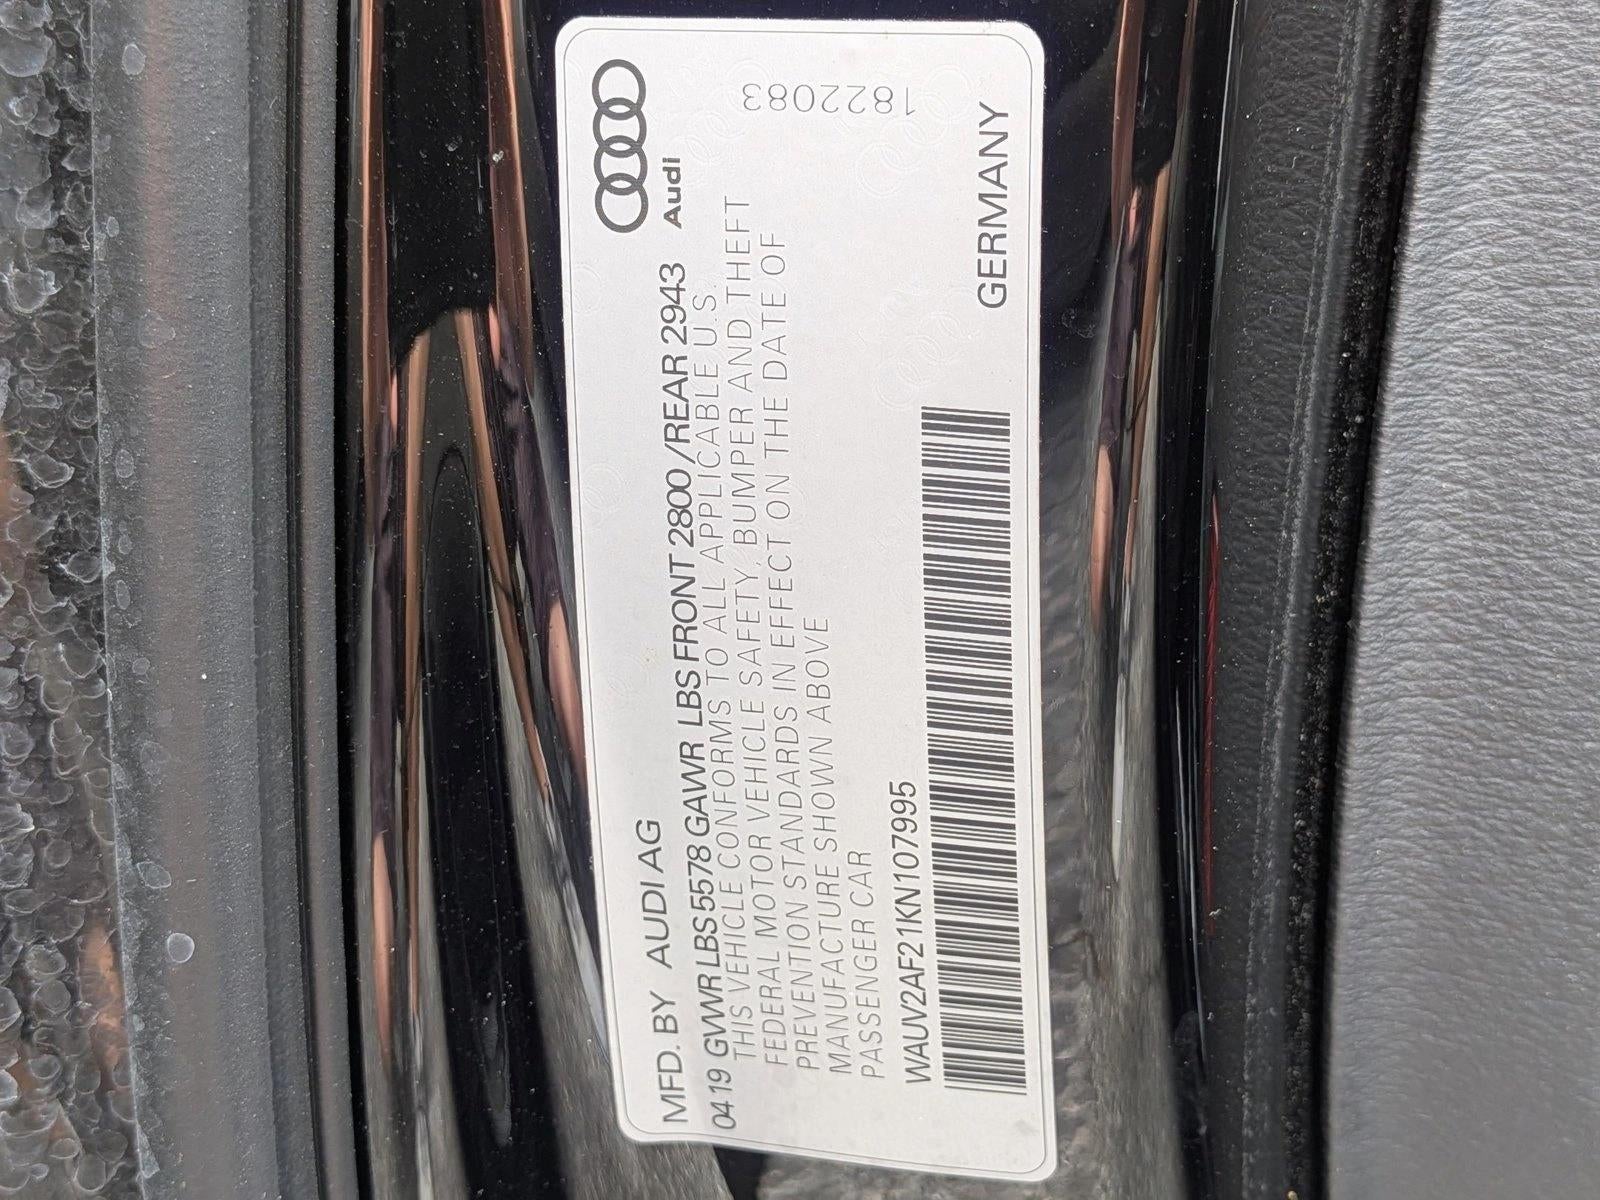 MFD. BY AUDI AG
Audi
04 19 GVWR LBS 5578 GAWR LBS FRONT 2800 /REAR 2943
THIS VEHICLE CONFORMS TO ALL APPLICABLE U.S.
FEDERAL MOTOR VEHICLE SAFETY, BUMPER AND THEFT
PREVENTION STANDARDS IN EFFECT ON THE DATE OF
MANUFACTURE SHOWN ABOVE
PASSENGER CAR
1822083
WAUV2AF21KN107995
GERMANY